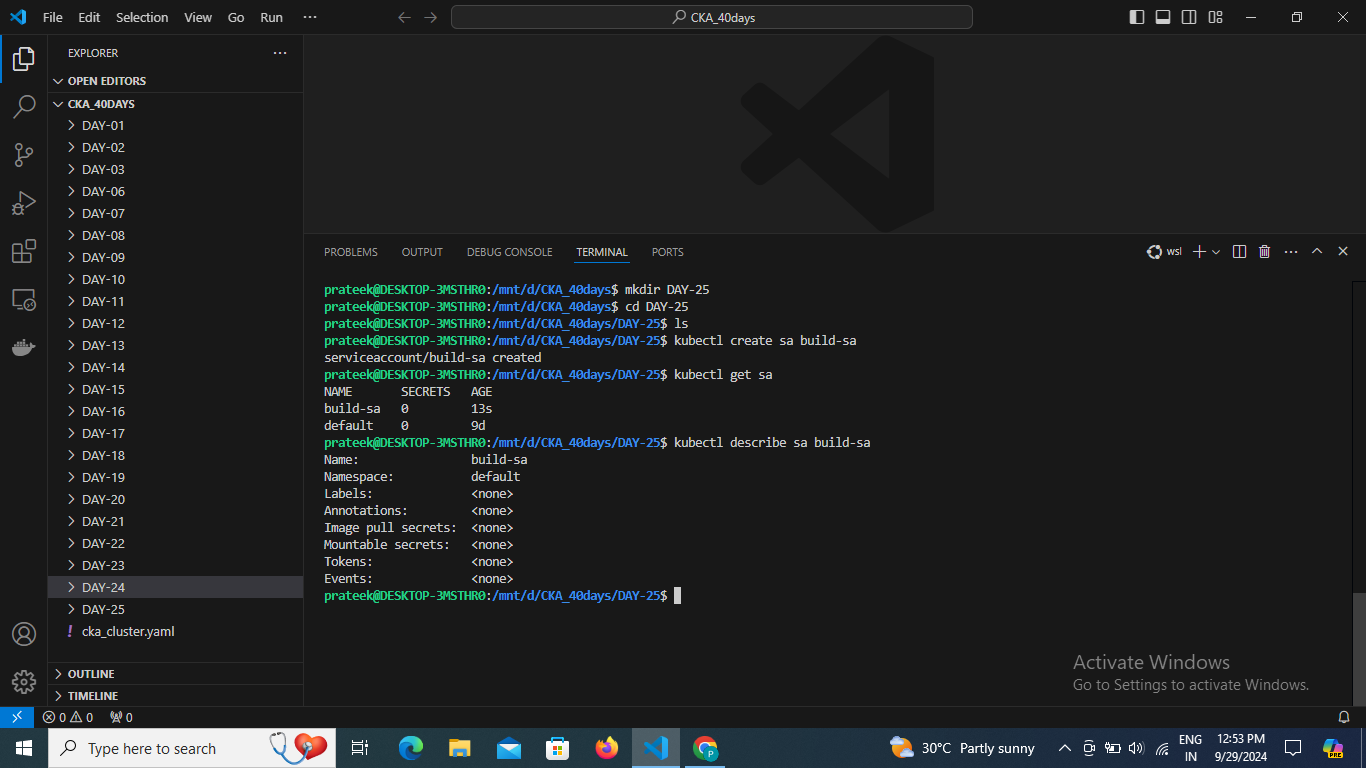 File Edit Selection View Go Run ···
CKA_40days
EXPLORER
OPEN EDITORS
CKA_40DAYS
DAY-01
DAY-02
DAY-03
DAY-06
DAY-07
DAY-08
DAY-09
DAY-10
DAY-11
DAY-12
DAY-13
DAY-14
DAY-15
DAY-16
DAY-17
DAY-18
DAY-19
DAY-20
DAY-21
DAY-22
DAY-23
DAY-24
DAY-25
! cka_cluster.yaml
OUTLINE
TIMELINE
PROBLEMS OUTPUT DEBUG CONSOLE TERMINAL PORTS
wsl
prateek@DESKTOP-3MSTHR0:/mnt/d/CKA_40days$ mkdir DAY-25
prateek@DESKTOP-3MSTHR0:/mnt/d/CKA_40days$ cd DAY-25
prateek@DESKTOP-3MSTHR0:/mnt/d/CKA_40days/DAY-25$ ls
prateek@DESKTOP-3MSTHR0:/mnt/d/CKA_40days/DAY-25$ kubectl create sa build-sa
serviceaccount/build-sa created
prateek@DESKTOP-3MSTHR0:/mnt/d/CKA_40days/DAY-25$ kubectl get sa
NAME SECRETS AGE
build-sa 0 13s
default 0 9d
prateek@DESKTOP-3MSTHR0:/mnt/d/CKA_40days/DAY-25$ kubectl describe sa build-sa
Name: build-sa
Namespace: default
Labels: <none>
Annotations: <none>
Image pull secrets: <none>
Mountable secrets: <none>
Tokens: <none>
Events: <none>
prateek@DESKTOP-3MSTHR0:/mnt/d/CKA_40days/DAY-25$
Activate Windows
Go to Settings to activate Windows.
0 0 0
Type here to search
30°C Partly sunny
ENG
IN
12:53 PM
9/29/2024
PRE